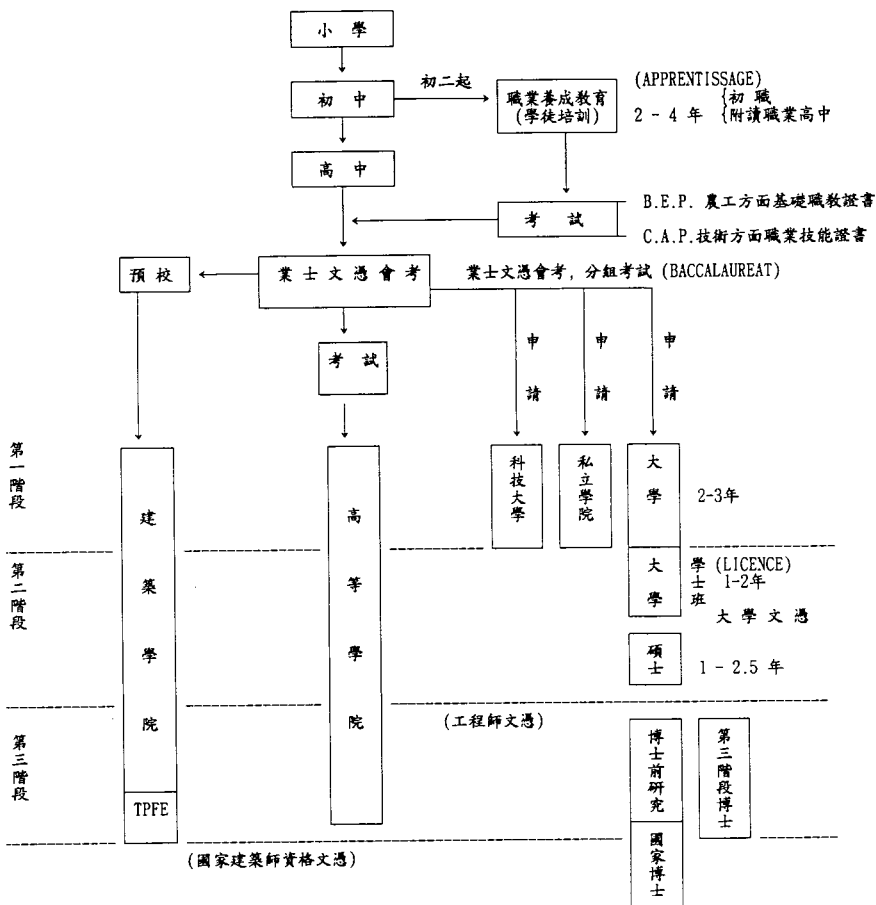 小學
初中
初二起
職業養成教育
(學徒培訓)
(APPRENTISSAGE)
2 - 4 年
{初職
{附讀職業高中
高中
考試
B.E.P. 農工方面基礎職教證書
C.A.P.技術方面職業技能證書
預校
業士文憑會考
業士文憑會考, 分組考試 (BACCALAUREAT)
考試
申請
申請
申請
第一階段
建築學院
高等學院
科技大學
私立學院
大學
2-3年
第二階段
大學
學士班
(LICENCE)
1-2年
大學文憑
碩士
1 - 2.5 年
(工程師文憑)
第三階段
TPFE
博士前研究
第三階段博士
(國家建築師資格文憑)
國家博士